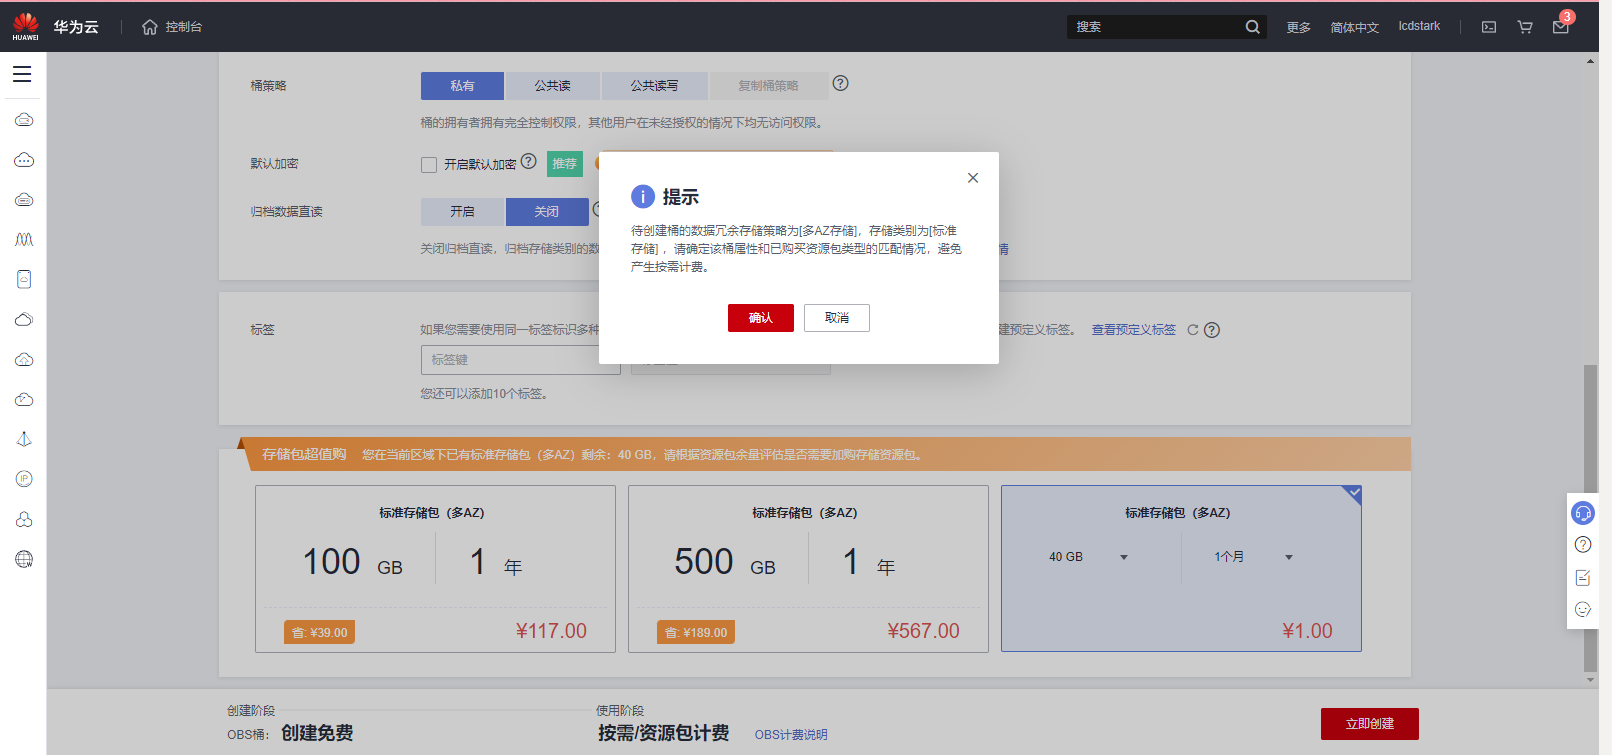 HUAWEI
华为云
控制台
搜索
更多
简体中文
lcdstark
3
桶策略
私有
公共读
公共读写
复制桶策略
桶的拥有者拥有完全控制权限，其他用户在未经授权的情况下均无访问权限。
默认加密
开启默认加密
推荐
归档数据直读
开启
关闭
关闭归档直读，归档存储类别的数
情
提示
待创建桶的数据冗余存储策略为[多AZ存储]，存储类别为[标准
存储]，请确定该桶属性和已购买资源包类型的匹配情况，避免
产生按需计费。
确认
取消
标签
如果您需要使用同一标签标识多种
建预定义标签。
查看预定义标签
标签键
您还可以添加10个标签。
存储包超值购
您在当前区域下已有标准存储包（多AZ）剩余：40 GB，请根据资源包余量评估是否需要加购存储资源包。
标准存储包（多AZ）
100 GB
1 年
省: ¥39.00
¥117.00
标准存储包（多AZ）
500 GB
1 年
省: ¥189.00
¥567.00
标准存储包（多AZ）
40 GB
1个月
¥1.00
IP
创建阶段
OBS桶：
创建免费
使用阶段
按需/资源包计费
OBS计费说明
立即创建